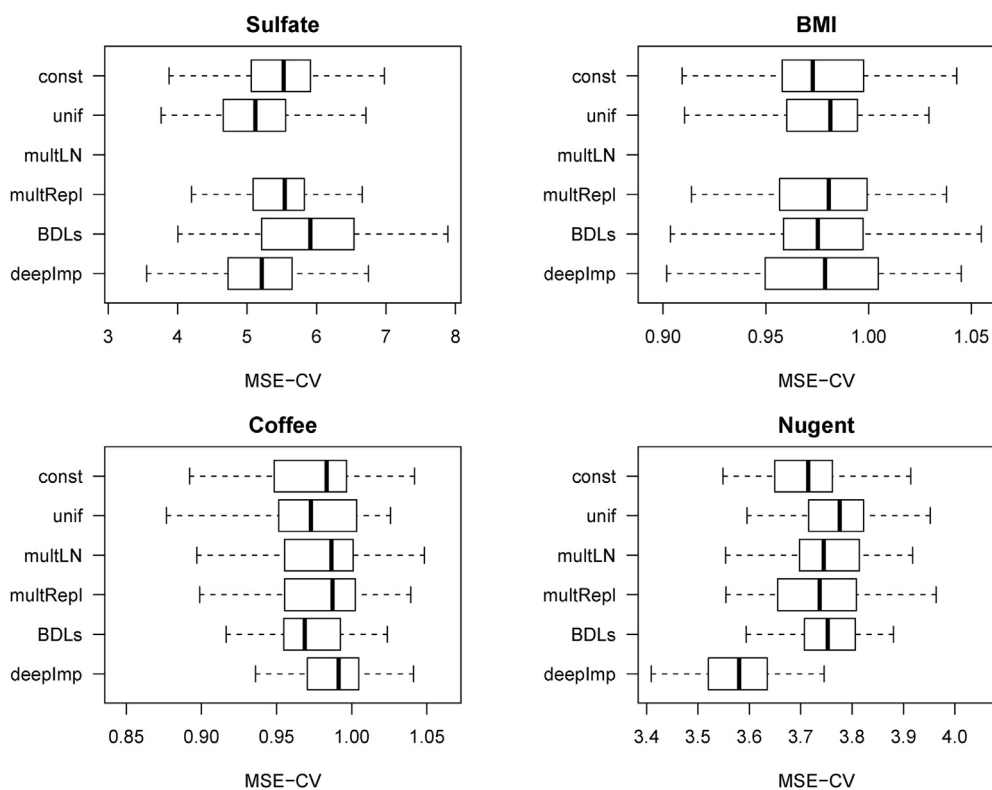 Sulfate
const
unif
multLN
multRepl
BDLs
deepImp
3 4 5 6 7 8
MSE−CV
BMI
const
unif
multLN
multRepl
BDLs
deepImp
0.90 0.95 1.00 1.05
MSE−CV
Coffee
const
unif
multLN
multRepl
BDLs
deepImp
0.85 0.90 0.95 1.00 1.05
MSE−CV
Nugent
const
unif
multLN
multRepl
BDLs
deepImp
3.4 3.5 3.6 3.7 3.8 3.9 4.0
MSE−CV